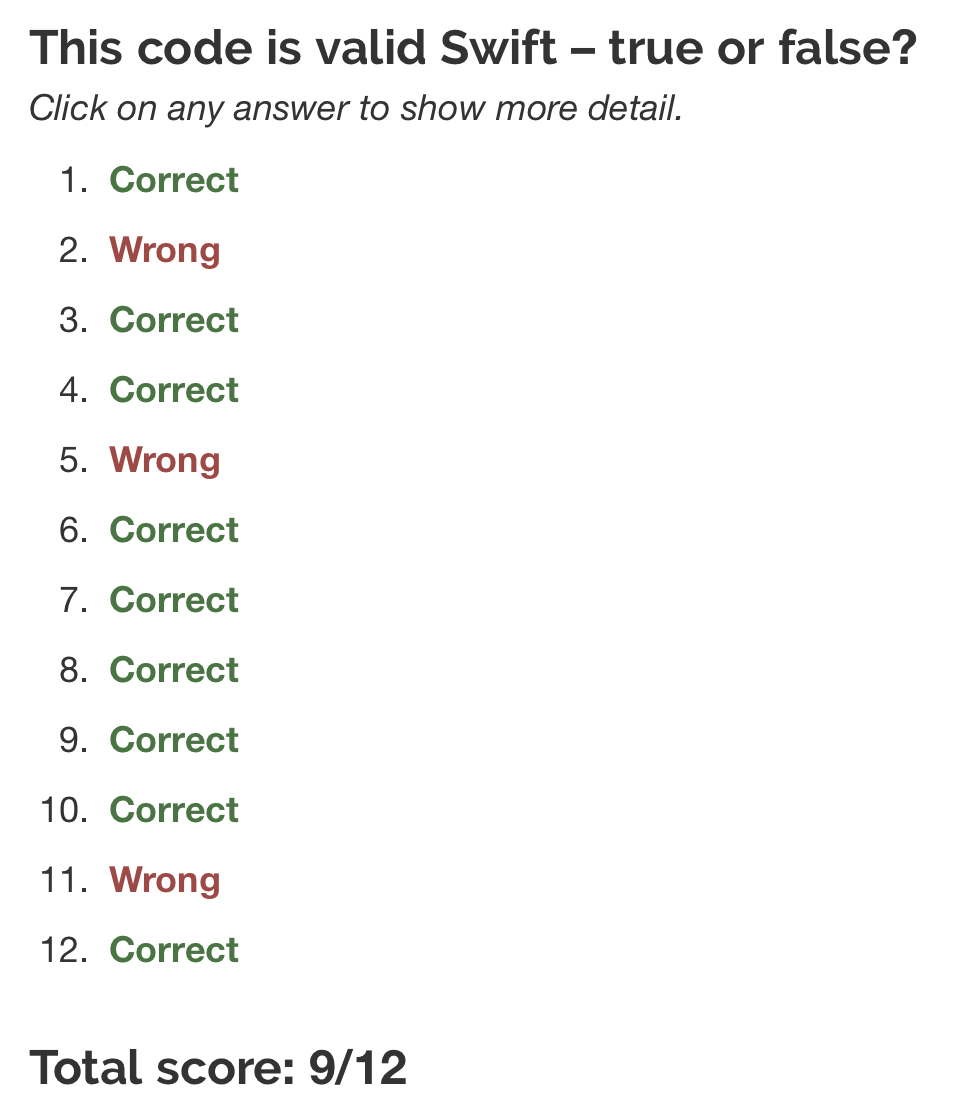 This code is valid Swift – true or false?
Click on any answer to show more detail.
1. Correct
2. Wrong
3. Correct
4. Correct
5. Wrong
6. Correct
7. Correct
8. Correct
9. Correct
10. Correct
11. Wrong
12. Correct
Total score: 9/12